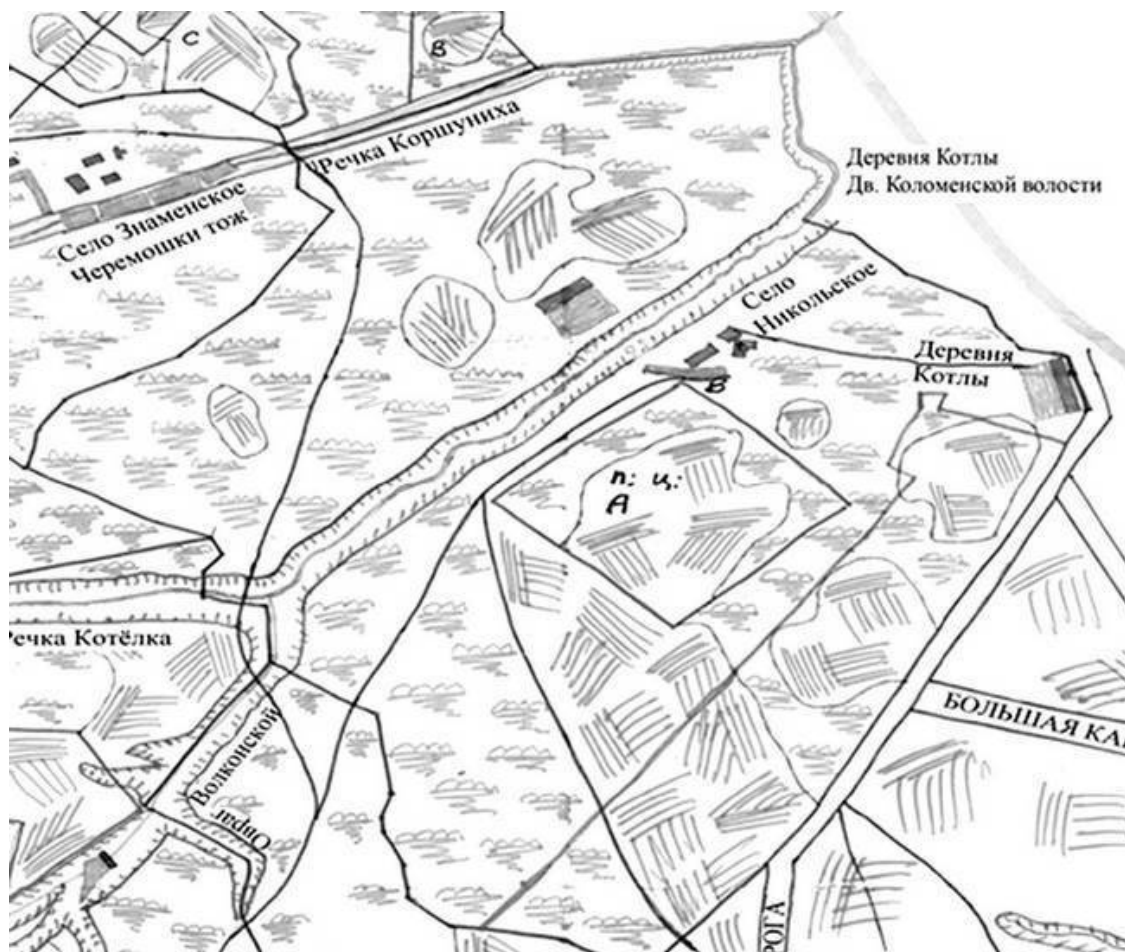 С
В
Речка Коршуниха
Деревня Котлы
Дв. Коломенской волости
Село Знаменское
Черемошки тож
Село
Никольское
Деревня
Котлы
В
п: ц:
А
ечка Котёлка
Волконской
Овраг
БОЛЬШАЯ КА
РОГА